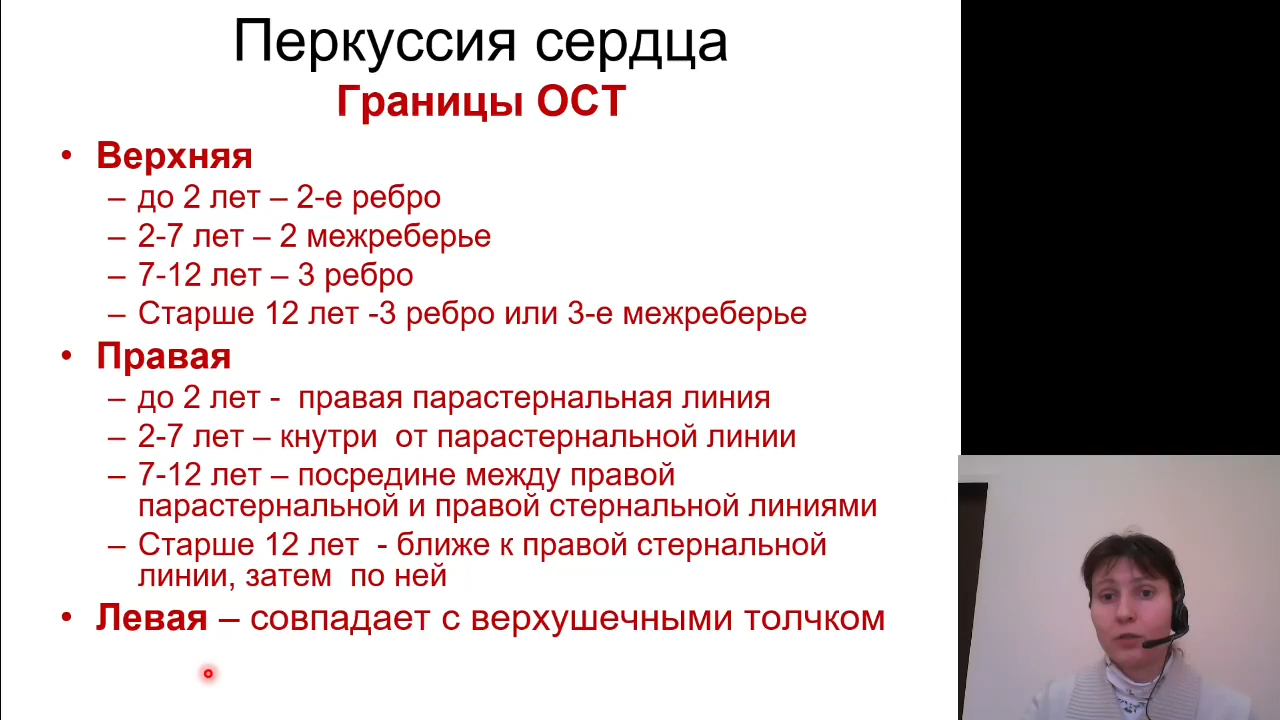 Перкуссия сердца
Границы ОСТ
• Верхняя
– до 2 лет – 2-е ребро
– 2-7 лет – 2 межреберье
– 7-12 лет – 3 ребро
– Старше 12 лет -3 ребро или 3-е межреберье
• Правая
– до 2 лет - правая парастернальная линия
– 2-7 лет – кнутри от парастернальной линии
– 7-12 лет – посредине между правой
парастернальной и правой стернальной линиями
– Старше 12 лет - ближе к правой стернальной
линии, затем по ней
• Левая – совпадает с верхушечными толчком